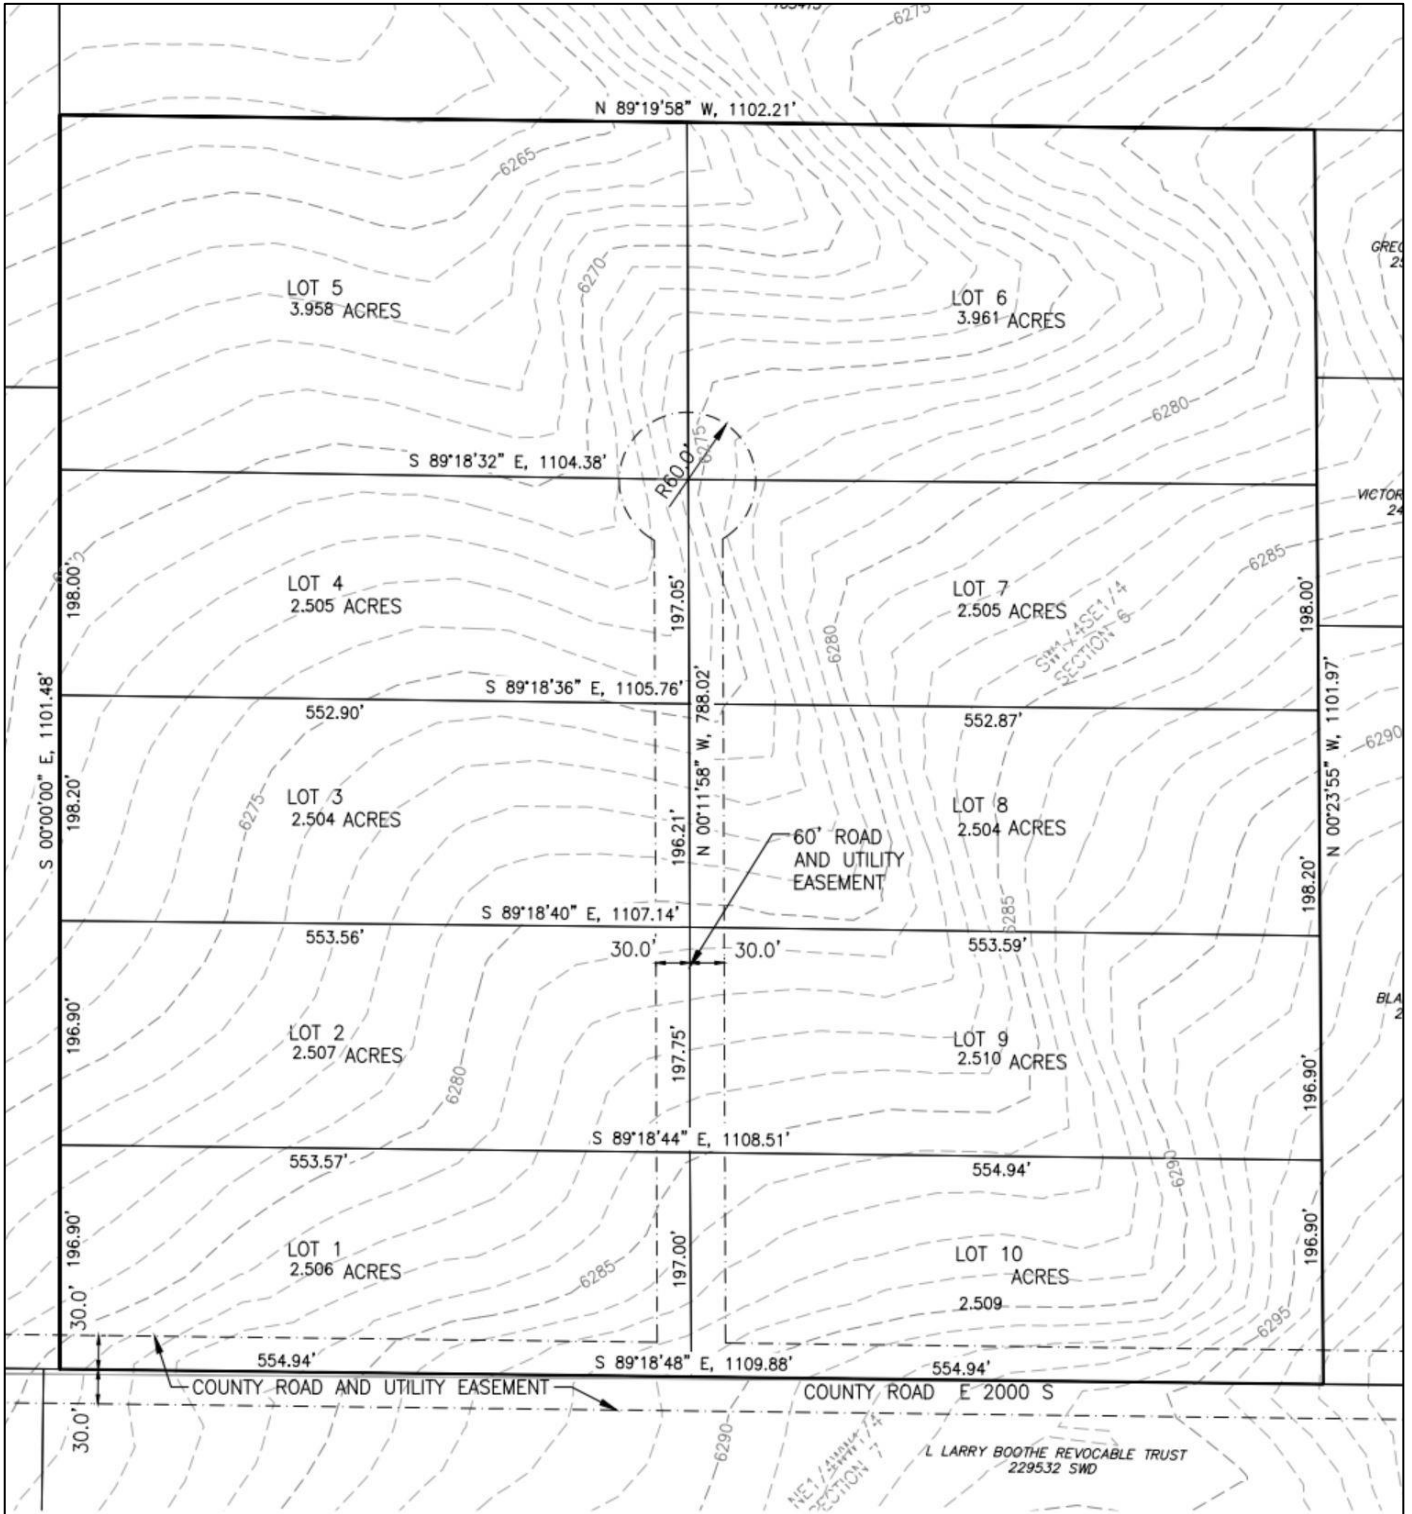 6275
N 89°19'58" W, 1102.21'
6265
GREG
6270
LOT 5
3.958 ACRES
LOT 6
3.961 ACRES
6280
6275
S 89°18'32" E, 1104.38'
R60.0'
VICTOR
24
6285
198.00'
LOT 4
2.505 ACRES
197.05'
LOT 7
2.505 ACRES
198.00'
SW1/4SE1/4
SECTION 6
6280
S 00°00'00" E, 1101.48'
S 89°18'36" E, 1105.76'
552.90'
N 00°11'58" W, 788.02'
552.87'
N 00°23'55" W, 1101.97'
6290
198.20'
6275
LOT 3
2.504 ACRES
196.21'
60' ROAD
AND UTILITY
EASEMENT
LOT 8
2.504 ACRES
198.20'
S 89°18'40" E, 1107.14'
553.56'
30.0'
30.0'
6285
553.59'
196.90'
LOT 2
2.507 ACRES
197.75'
LOT 9
2.510 ACRES
BLA
196.90'
6280
S 89°18'44" E, 1108.51'
553.57'
554.94'
6290
196.90'
LOT 1
2.506 ACRES
6285
197.00'
LOT 10
ACRES
2.509
196.90'
30.0'
6295
554.94'
S 89°18'48" E, 1109.88'
554.94'
COUNTY ROAD AND UTILITY EASEMENT
COUNTY ROAD E 2000 S
30.0'
6290
SECTION 7
L LARRY BOOTHE REVOCABLE TRUST
229532 SWD